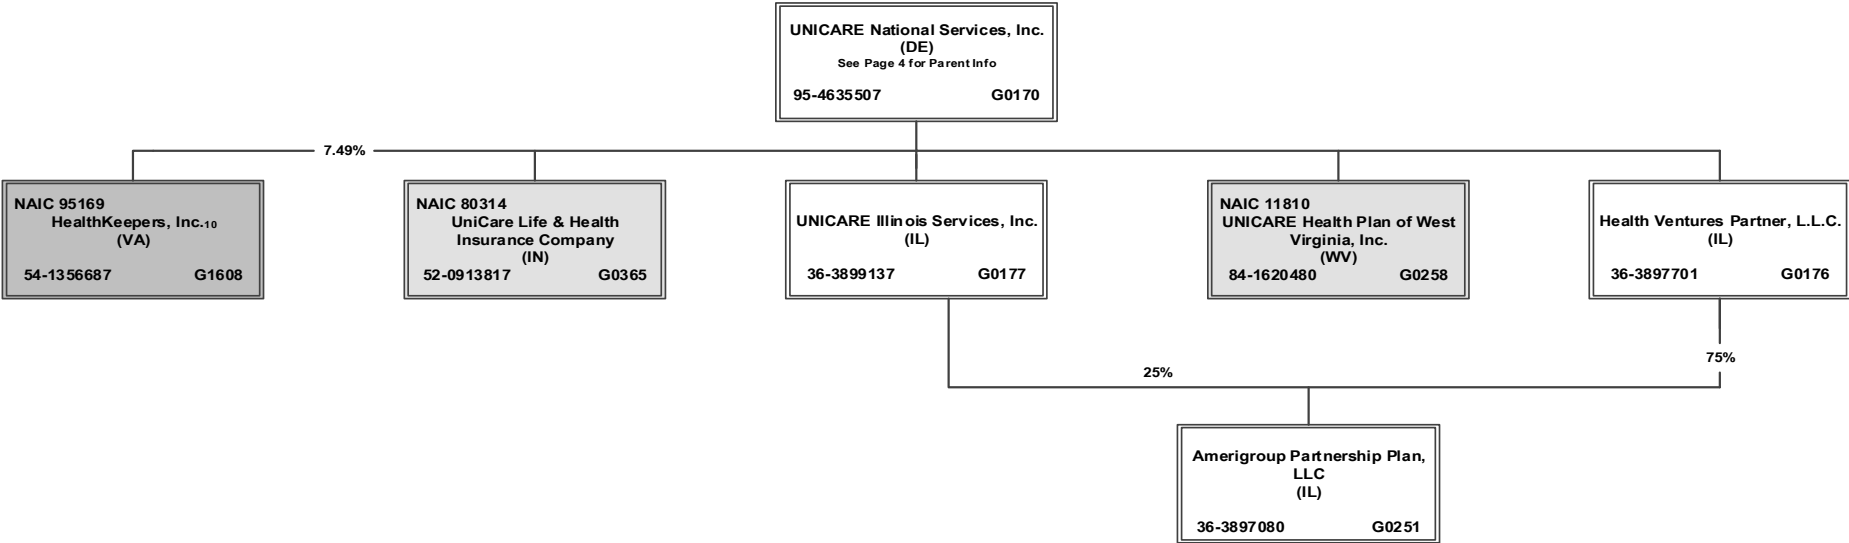 UNICARE National Services, Inc.
(DE)
See Page 4 for Parent Info
95-4635507 G0170
7.49%
NAIC 95169
HealthKeepers, Inc.10
(VA)
54-1356687 G1608
NAIC 80314
UniCare Life & Health
Insurance Company
(IN)
52-0913817 G0365
UNICARE Illinois Services, Inc.
(IL)
36-3899137 G0177
NAIC 11810
UNICARE Health Plan of West
Virginia, Inc.
(WV)
84-1620480 G0258
Health Ventures Partner, L.L.C.
(IL)
36-3897701 G0176
25%
75%
Amerigroup Partnership Plan,
LLC
(IL)
36-3897080 G0251